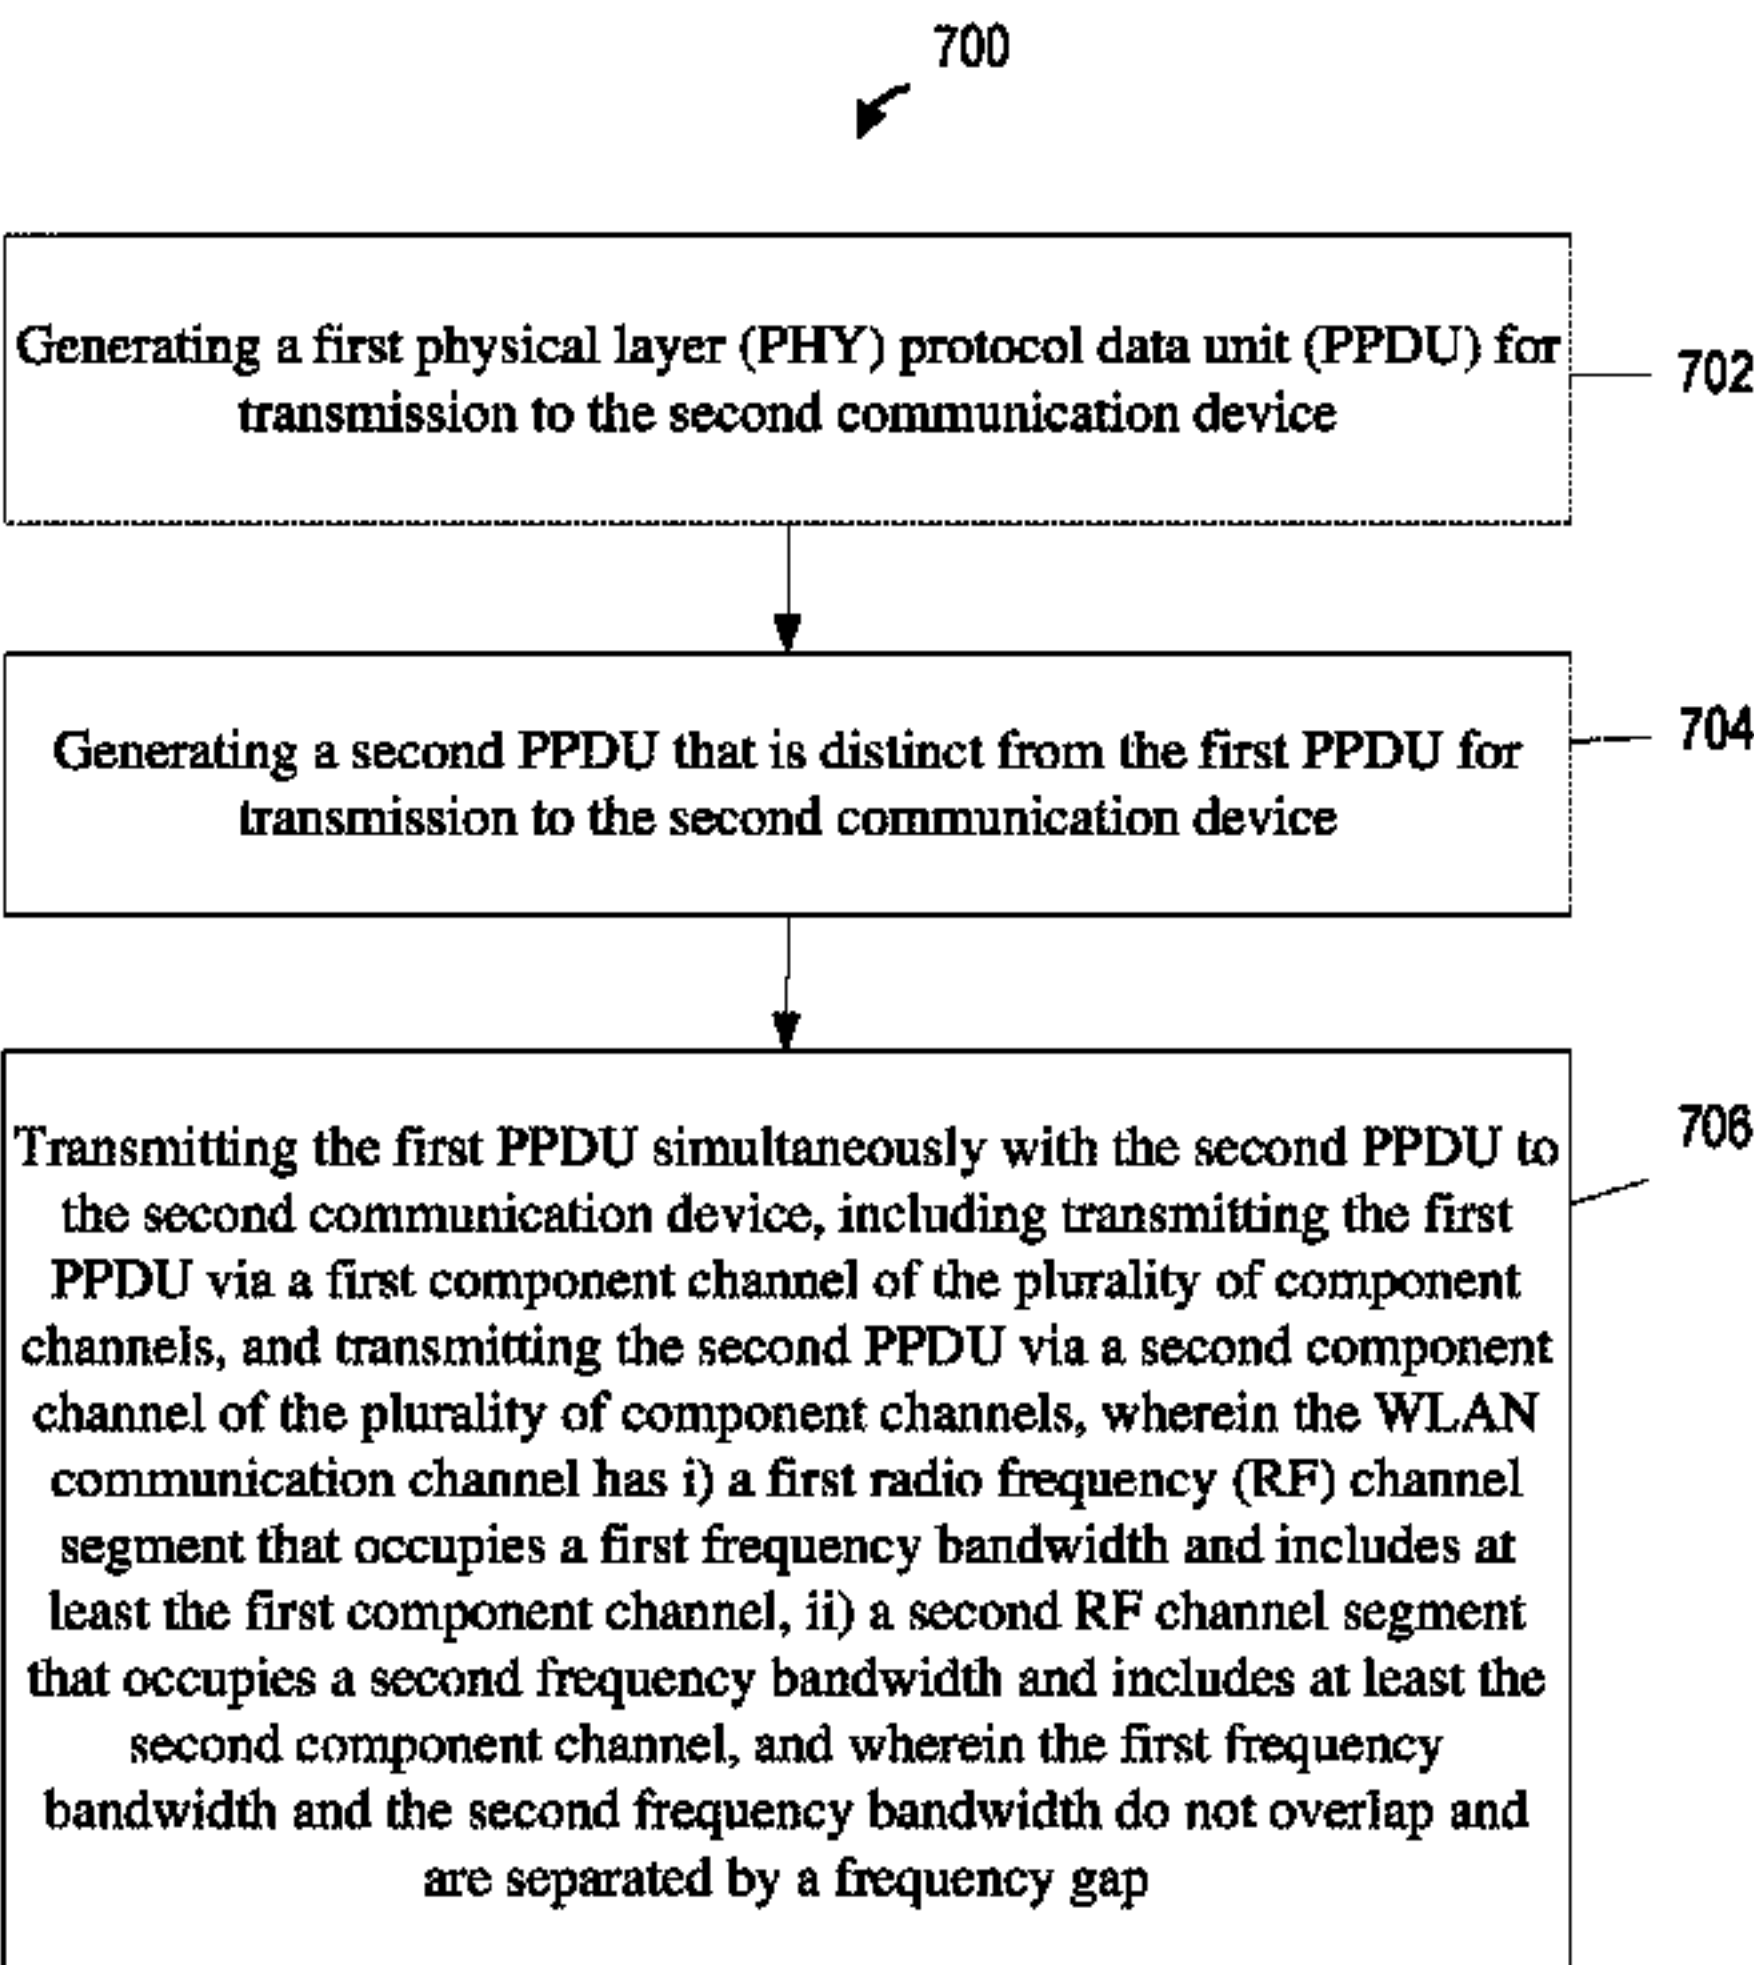 700
Generating a first physical layer (PHY) protocol data unit (PPDU) for
transmission to the second communication device
702
Generating a second PPDU that is distinct from the first PPDU for
transmission to the second communication device
704
Transmitting the first PPDU simultaneously with the second PPDU to
the second communication device, including transmitting the first
PPDU via a first component channel of the plurality of component
channels, and transmitting the second PPDU via a second component
channel of the plurality of component channels, wherein the WLAN
communication channel has i) a first radio frequency (RF) channel
segment that occupies a first frequency bandwidth and includes at
least the first component channel, ii) a second RF channel segment
that occupies a second frequency bandwidth and includes at least the
second component channel, and wherein the first frequency
bandwidth and the second frequency bandwidth do not overlap and
are separated by a frequency gap
706